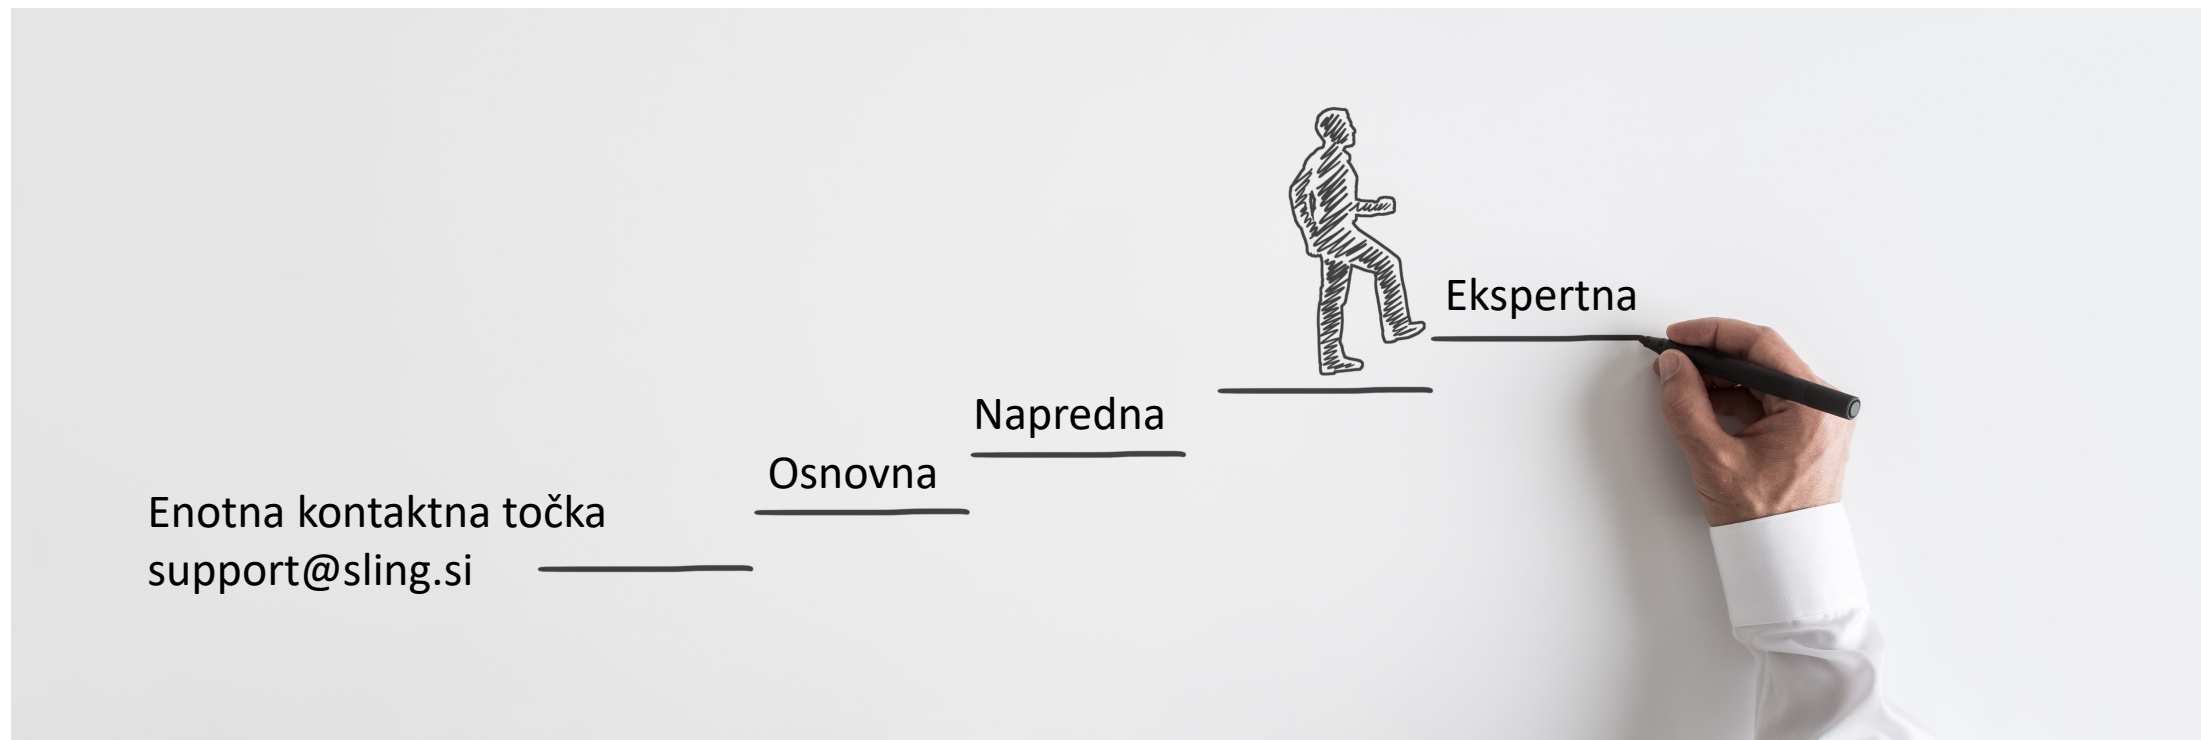 Ekspertna
Napredna
Osnovna
Enotna kontaktna točka
support@sling.si